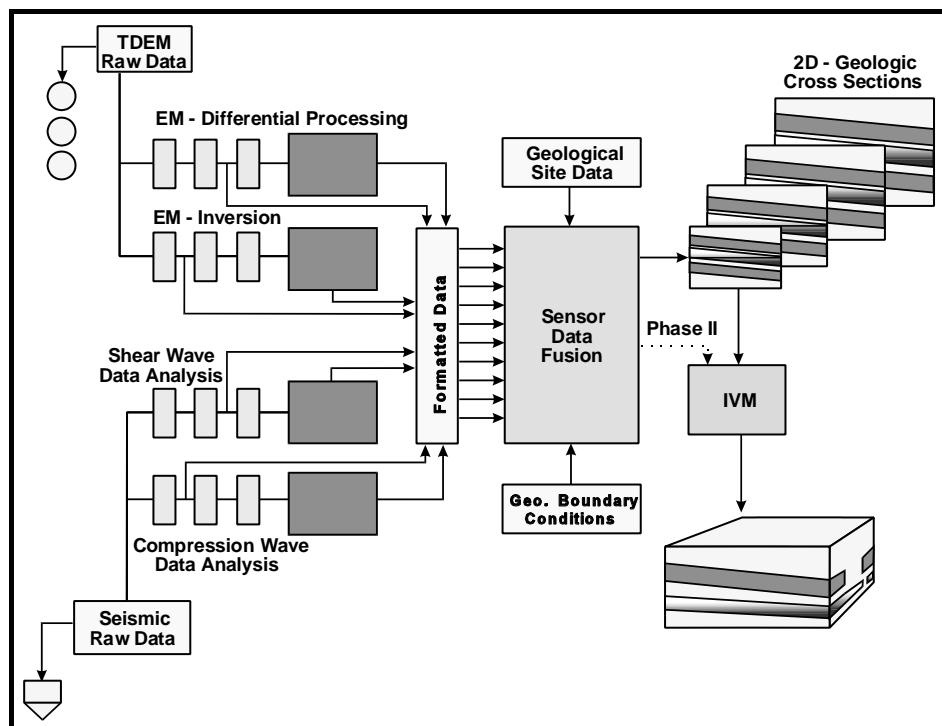 TDEM
Raw Data
2D - Geologic
Cross Sections
EM - Differential Processing
Geological
Site Data
EM - Inversion
Formatted Data
Sensor
Data
Fusion
Phase II
Shear Wave
Data Analysis
IVM
Geo. Boundary
Conditions
Compression Wave
Data Analysis
Seismic
Raw Data